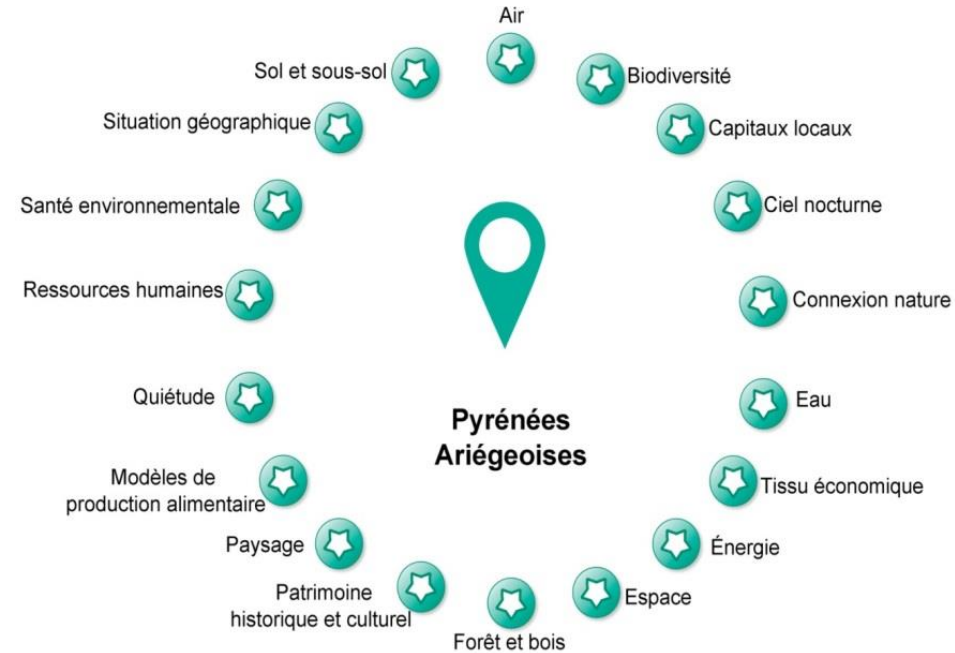 Air
Biodiversité
Capitaux locaux
Ciel nocturne
Connexion nature
Eau
Tissu économique
Énergie
Espace
Forêt et bois
Patrimoine
historique et culturel
Paysage
Modèles de
production alimentaire
Quiétude
Ressources humaines
Santé environnementale
Situation géographique
Sol et sous-sol
Pyrénées
Ariégeoises